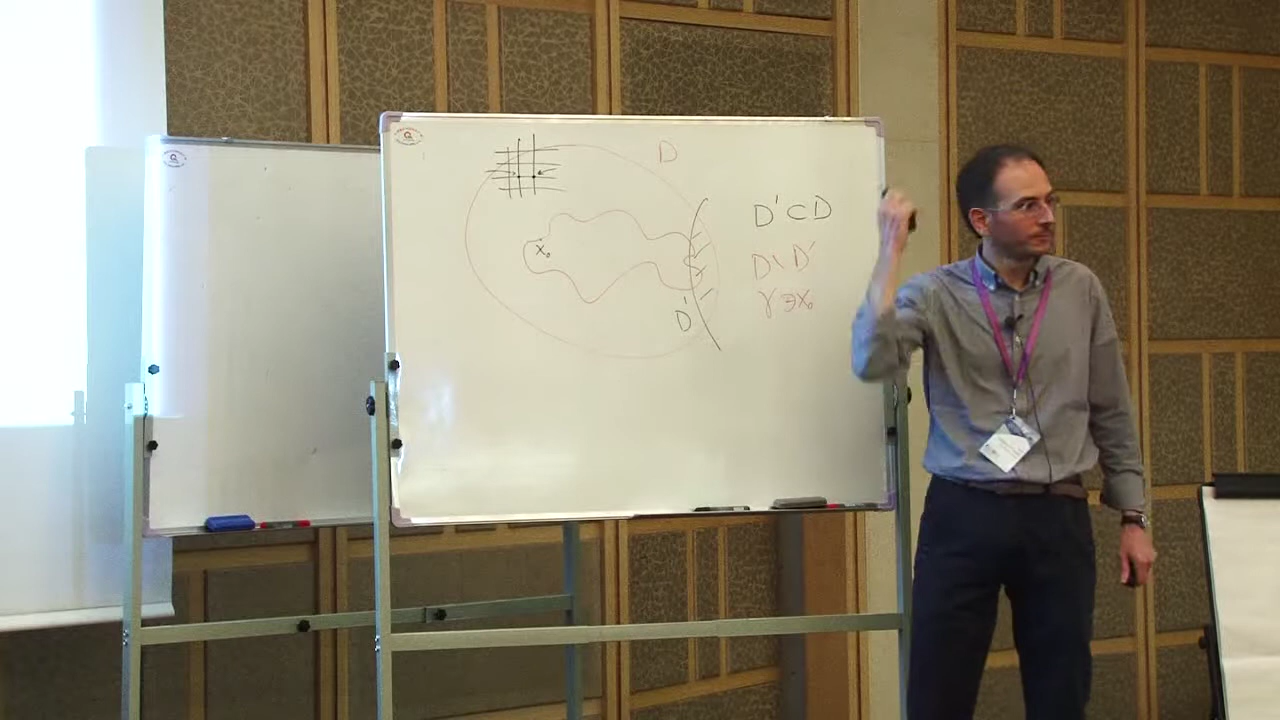 D
D' ⊂ D
x₀
D \ D'
γ ∋ x₀
D'